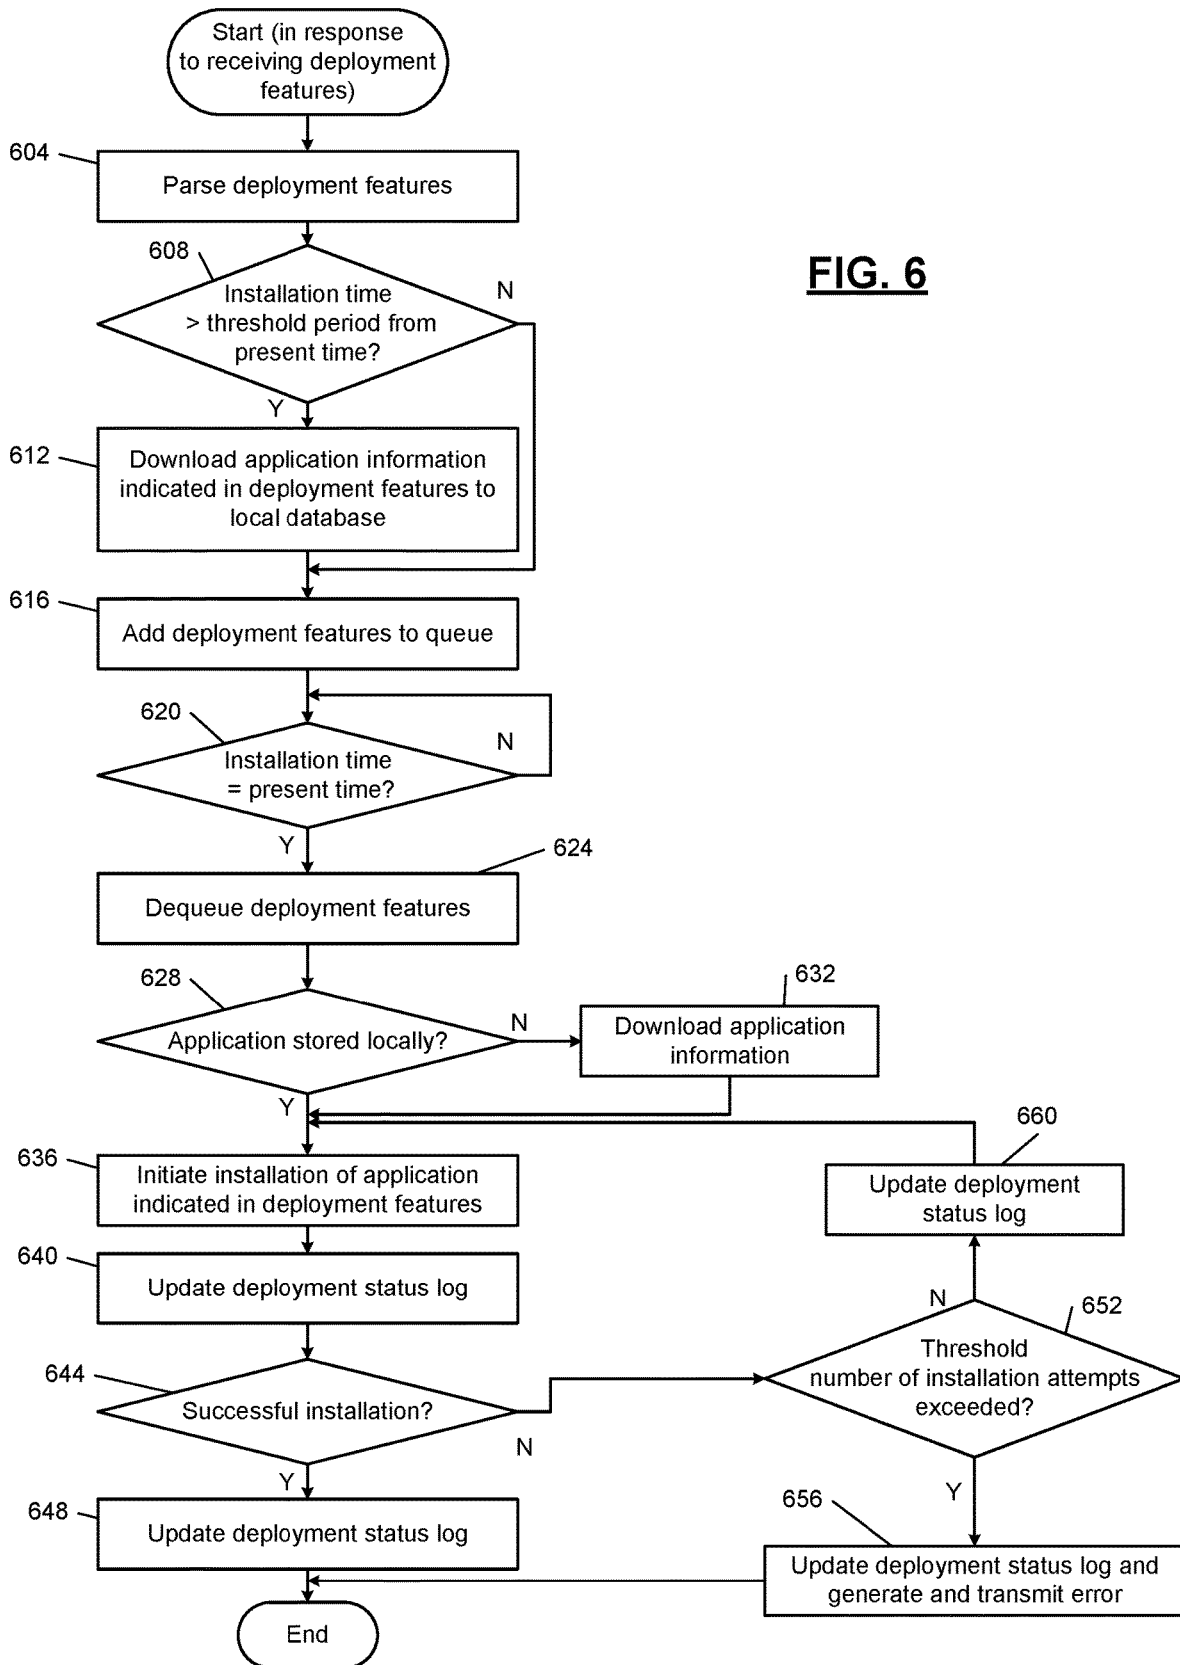 Start (in response
to receiving deployment
features)
604
Parse deployment features
608
Installation time
> threshold period from
present time?
N
FIG. 6
Y
612
Download application information
indicated in deployment features to
local database
616
Add deployment features to queue
620
Installation time
= present time?
N
Y
624
Dequeue deployment features
628
Application stored locally?
N
632
Download application
information
Y
660
Update deployment
status log
636
Initiate installation of application
indicated in deployment features
640
Update deployment status log
N
652
Threshold
number of installation attempts
exceeded?
644
Successful installation?
N
Y
Y
648
Update deployment status log
656
Update deployment status log and
generate and transmit error
End